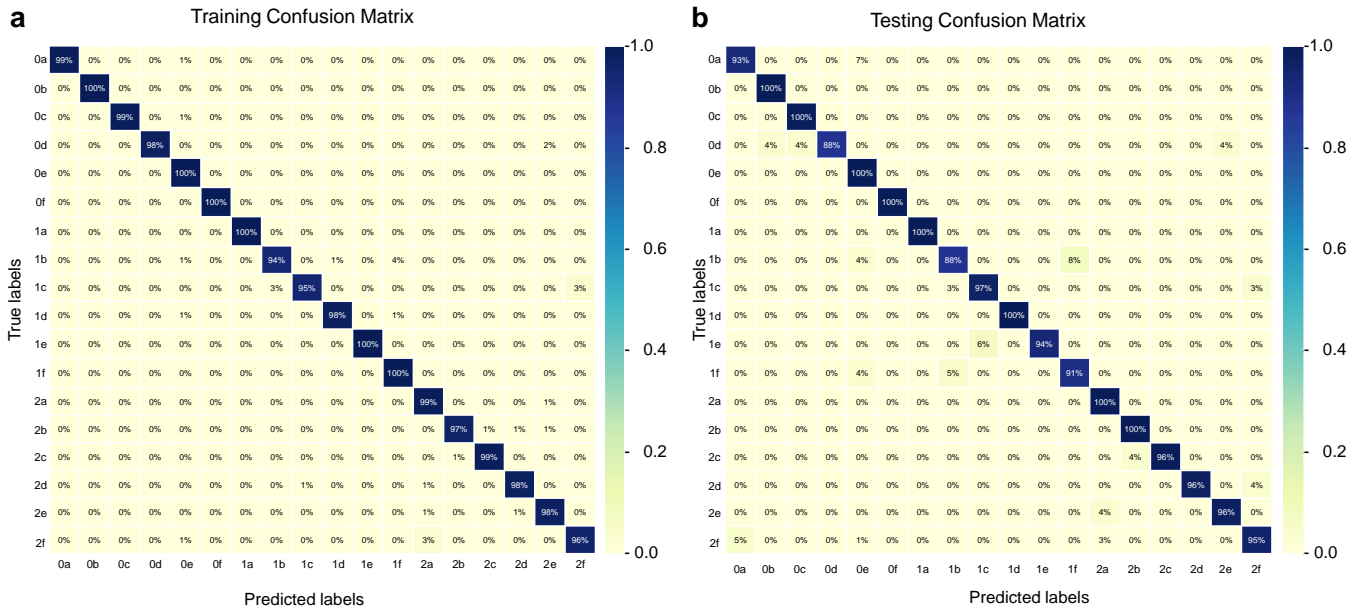 a
Training Confusion Matrix
0a 99% 0% 0% 0% 1% 0% 0% 0% 0% 0% 0% 0% 0% 0% 0% 0% 0% 0%
0b 0% 100% 0% 0% 0% 0% 0% 0% 0% 0% 0% 0% 0% 0% 0% 0% 0% 0%
0c 0% 0% 99% 0% 1% 0% 0% 0% 0% 0% 0% 0% 0% 0% 0% 0% 0% 0%
0d 0% 0% 0% 98% 0% 0% 0% 0% 0% 0% 0% 0% 0% 0% 0% 0% 2% 0%
0e 0% 0% 0% 0% 100% 0% 0% 0% 0% 0% 0% 0% 0% 0% 0% 0% 0% 0%
0f 0% 0% 0% 0% 0% 100% 0% 0% 0% 0% 0% 0% 0% 0% 0% 0% 0% 0%
1a 0% 0% 0% 0% 0% 0% 100% 0% 0% 0% 0% 0% 0% 0% 0% 0% 0% 0%
1b 0% 0% 0% 0% 1% 0% 0% 94% 0% 1% 0% 4% 0% 0% 0% 0% 0% 0%
1c 0% 0% 0% 0% 0% 0% 0% 3% 95% 0% 0% 0% 0% 0% 0% 0% 0% 3%
1d 0% 0% 0% 0% 1% 0% 0% 0% 0% 98% 0% 1% 0% 0% 0% 0% 0% 0%
1e 0% 0% 0% 0% 0% 0% 0% 0% 0% 0% 100% 0% 0% 0% 0% 0% 0% 0%
1f 0% 0% 0% 0% 0% 0% 0% 0% 0% 0% 0% 100% 0% 0% 0% 0% 0% 0%
2a 0% 0% 0% 0% 0% 0% 0% 0% 0% 0% 0% 0% 99% 0% 0% 0% 1% 0%
2b 0% 0% 0% 0% 0% 0% 0% 0% 0% 0% 0% 0% 0% 97% 1% 1% 1% 0%
2c 0% 0% 0% 0% 0% 0% 0% 0% 0% 0% 0% 0% 0% 1% 99% 0% 0% 0%
2d 0% 0% 0% 0% 0% 0% 0% 0% 1% 0% 0% 0% 1% 0% 0% 98% 0% 0%
2e 0% 0% 0% 0% 0% 0% 0% 0% 0% 0% 0% 0% 1% 0% 0% 1% 98% 0%
2f 0% 0% 0% 0% 1% 0% 0% 0% 0% 0% 0% 0% 3% 0% 0% 0% 0% 96%
0a 0b 0c 0d 0e 0f 1a 1b 1c 1d 1e 1f 2a 2b 2c 2d 2e 2f
True labels
Predicted labels
1.0
0.8
0.6
0.4
0.2
0.0
b
Testing Confusion Matrix
0a 93% 0% 0% 0% 7% 0% 0% 0% 0% 0% 0% 0% 0% 0% 0% 0% 0% 0%
0b 0% 100% 0% 0% 0% 0% 0% 0% 0% 0% 0% 0% 0% 0% 0% 0% 0% 0%
0c 0% 0% 100% 0% 0% 0% 0% 0% 0% 0% 0% 0% 0% 0% 0% 0% 0% 0%
0d 0% 4% 4% 88% 0% 0% 0% 0% 0% 0% 0% 0% 0% 0% 0% 0% 4% 0%
0e 0% 0% 0% 0% 100% 0% 0% 0% 0% 0% 0% 0% 0% 0% 0% 0% 0% 0%
0f 0% 0% 0% 0% 0% 100% 0% 0% 0% 0% 0% 0% 0% 0% 0% 0% 0% 0%
1a 0% 0% 0% 0% 0% 0% 100% 0% 0% 0% 0% 0% 0% 0% 0% 0% 0% 0%
1b 0% 0% 0% 0% 4% 0% 0% 88% 0% 0% 0% 8% 0% 0% 0% 0% 0% 0%
1c 0% 0% 0% 0% 0% 0% 0% 3% 97% 0% 0% 0% 0% 0% 0% 0% 0% 3%
1d 0% 0% 0% 0% 0% 0% 0% 0% 0% 100% 0% 0% 0% 0% 0% 0% 0% 0%
1e 0% 0% 0% 0% 0% 0% 0% 0% 6% 0% 94% 0% 0% 0% 0% 0% 0% 0%
1f 0% 0% 0% 0% 4% 0% 0% 5% 0% 0% 0% 91% 0% 0% 0% 0% 0% 0%
2a 0% 0% 0% 0% 0% 0% 0% 0% 0% 0% 0% 0% 100% 0% 0% 0% 0% 0%
2b 0% 0% 0% 0% 0% 0% 0% 0% 0% 0% 0% 0% 0% 100% 0% 0% 0% 0%
2c 0% 0% 0% 0% 0% 0% 0% 0% 0% 0% 0% 0% 0% 4% 96% 0% 0% 0%
2d 0% 0% 0% 0% 0% 0% 0% 0% 0% 0% 0% 0% 0% 0% 0% 96% 0% 4%
2e 0% 0% 0% 0% 0% 0% 0% 0% 0% 0% 0% 0% 4% 0% 0% 0% 96% 0%
2f 5% 0% 0% 0% 1% 0% 0% 0% 0% 0% 0% 0% 3% 0% 0% 0% 0% 95%
0a 0b 0c 0d 0e 0f 1a 1b 1c 1d 1e 1f 2a 2b 2c 2d 2e 2f
True labels
Predicted labels
1.0
0.8
0.6
0.4
0.2
0.0